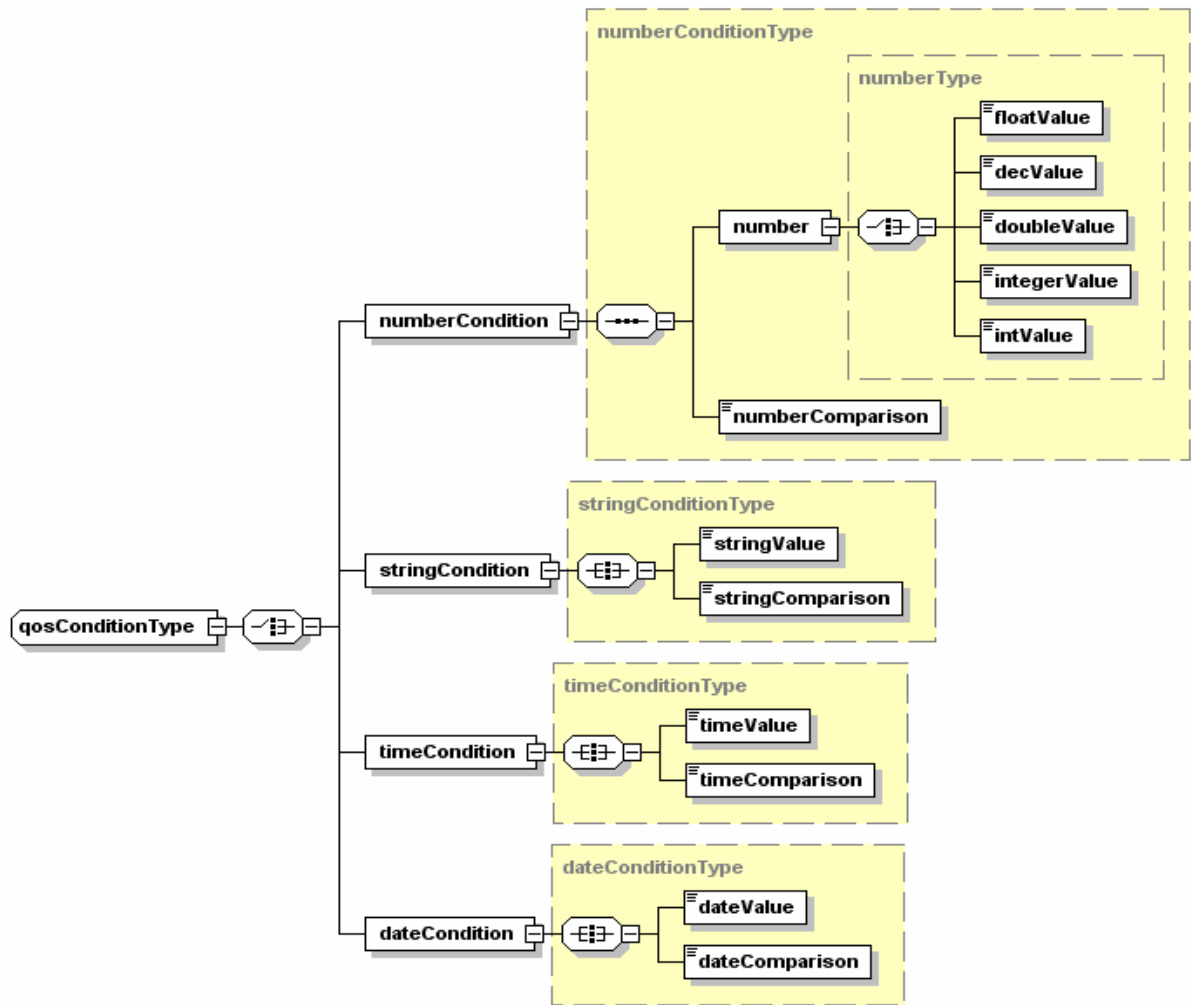 numberConditionType
numberType
floatValue
decValue
number
doubleValue
integerValue
numberCondition
intValue
numberComparison
stringConditionType
stringValue
stringCondition
stringComparison
qosConditionType
timeConditionType
timeValue
timeCondition
timeComparison
dateConditionType
dateValue
dateCondition
dateComparison